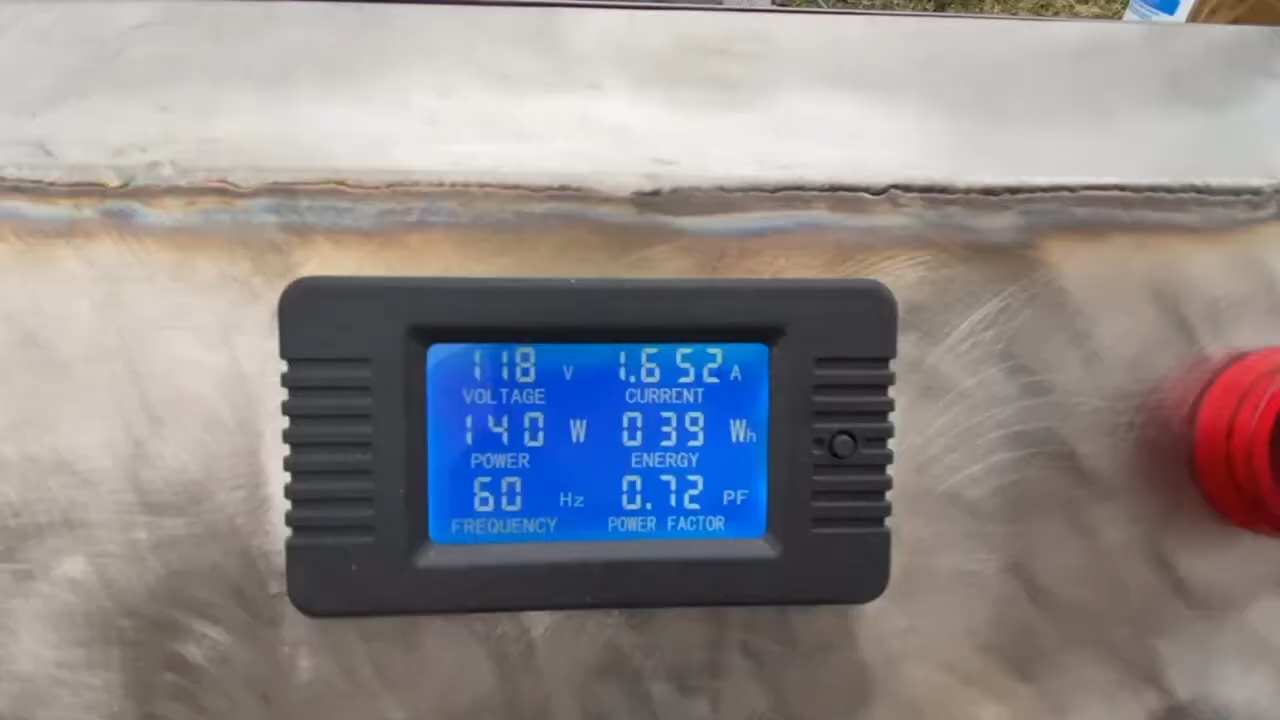 118 V 1.652 A
VOLTAGE CURRENT
140 W 039 Wh
POWER ENERGY
60 Hz 0.72 PF
FREQUENCY POWER FACTOR